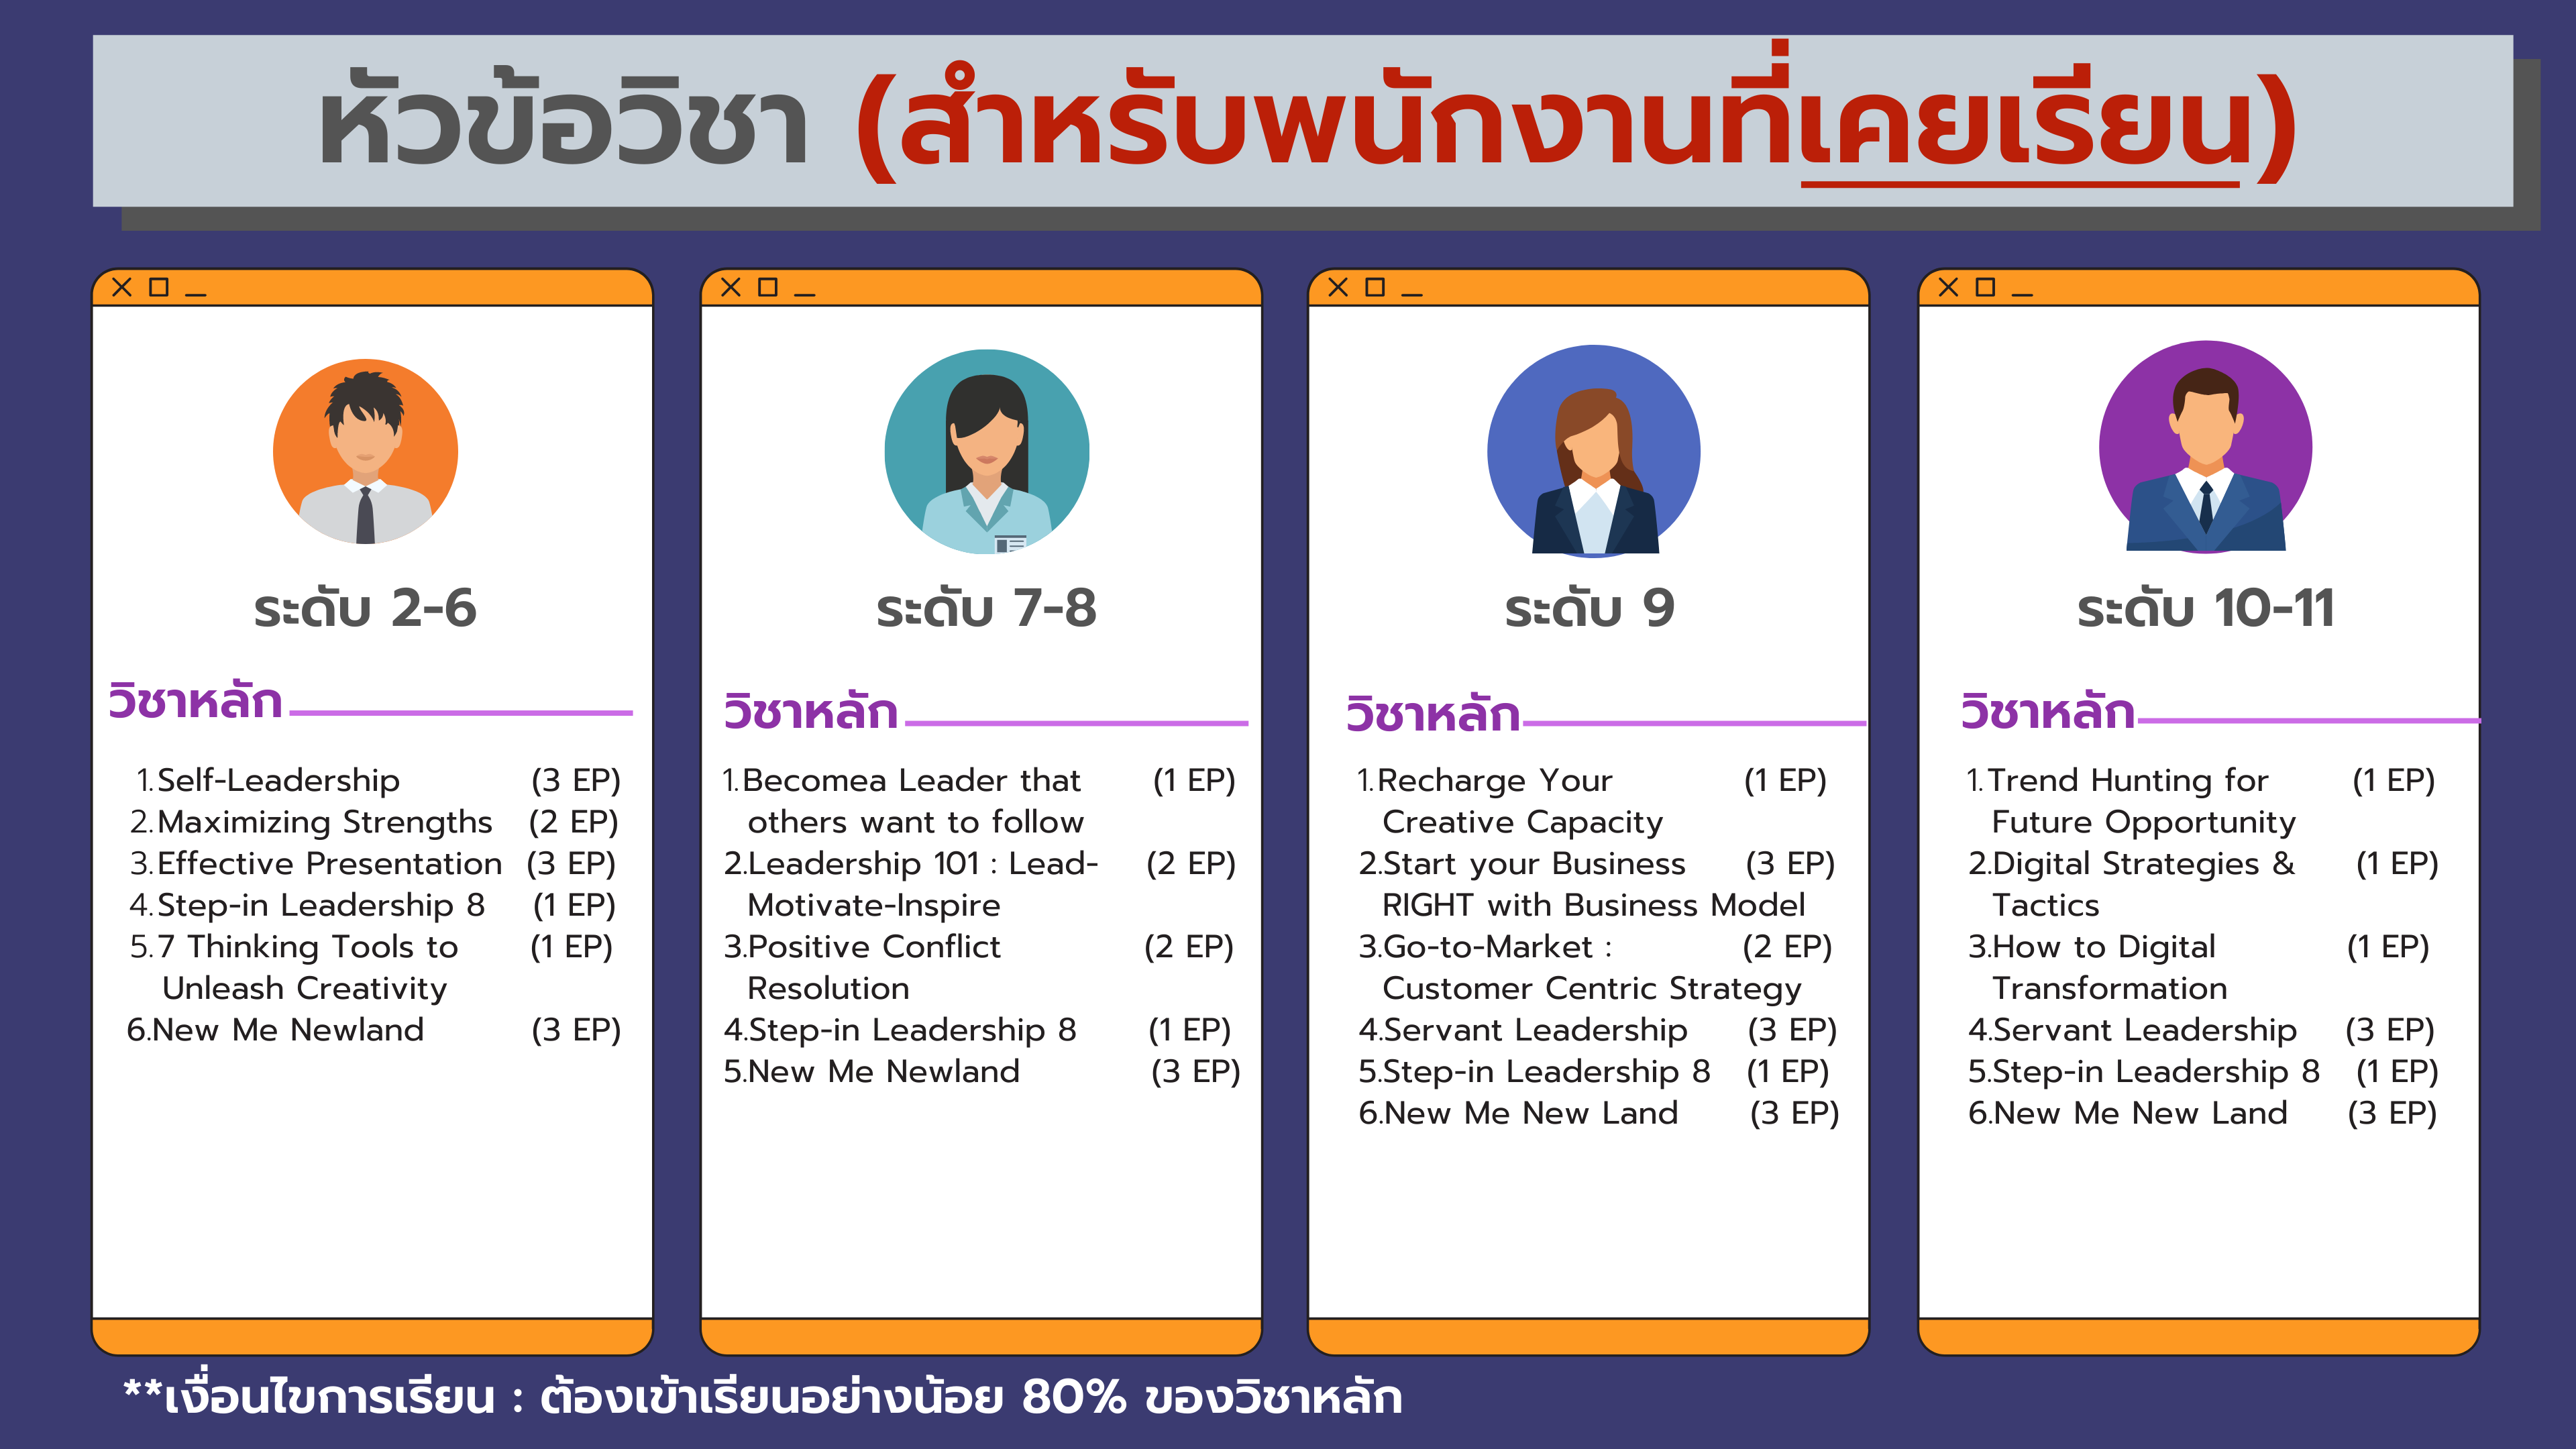 หัวข้อวิชา (สำหรับพนักงานที่เคยเรียน)
ระดับ 2-6
วิชาหลัก
1.Self-Leadership (3 EP)
2.Maximizing Strengths (2 EP)
3.Effective Presentation (3 EP)
4.Step-in Leadership 8 (1 EP)
5.7 Thinking Tools to (1 EP)
Unleash Creativity
6.New Me Newland (3 EP)
ระดับ 7-8
วิชาหลัก
1.Becomea Leader that (1 EP)
others want to follow
2.Leadership 101 : Lead- (2 EP)
Motivate-Inspire
3.Positive Conflict (2 EP)
Resolution
4.Step-in Leadership 8 (1 EP)
5.New Me Newland (3 EP)
ระดับ 9
วิชาหลัก
1.Recharge Your (1 EP)
Creative Capacity
2.Start your Business (3 EP)
RIGHT with Business Model
3.Go-to-Market : (2 EP)
Customer Centric Strategy
4.Servant Leadership (3 EP)
5.Step-in Leadership 8 (1 EP)
6.New Me New Land (3 EP)
ระดับ 10-11
วิชาหลัก
1.Trend Hunting for (1 EP)
Future Opportunity
2.Digital Strategies & (1 EP)
Tactics
3.How to Digital (1 EP)
Transformation
4.Servant Leadership (3 EP)
5.Step-in Leadership 8 (1 EP)
6.New Me New Land (3 EP)
**เงื่อนไขการเรียน : ต้องเข้าเรียนอย่างน้อย 80% ของวิชาหลัก